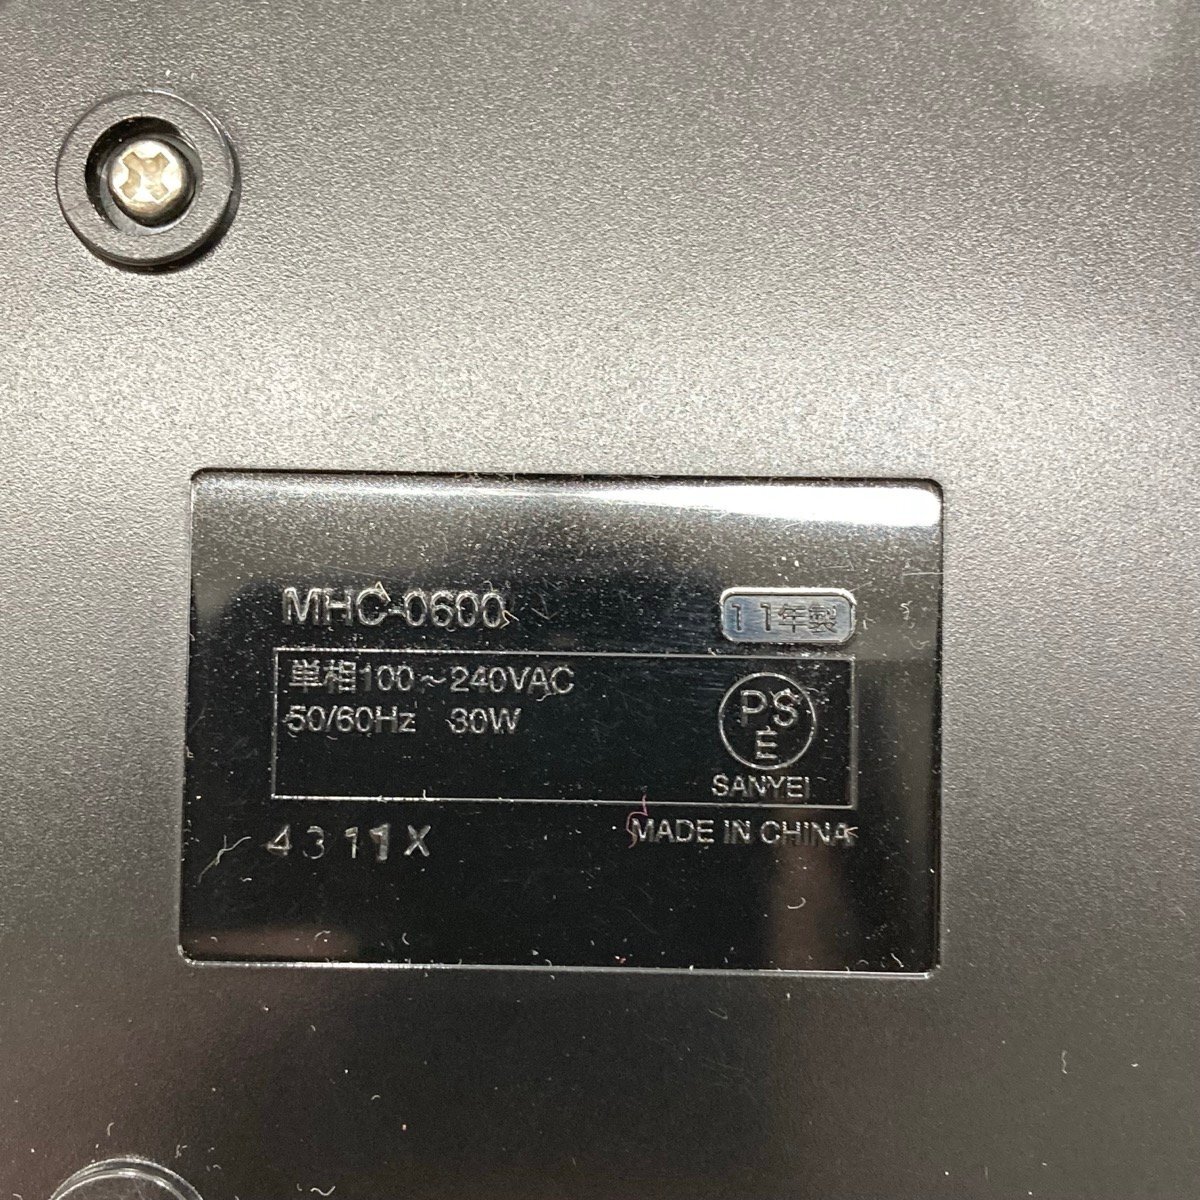 MHC-0600
11年製
単相100～240VAC
50/60Hz 30W
PS
E
SANYEI
MADE IN CHINA
4311X